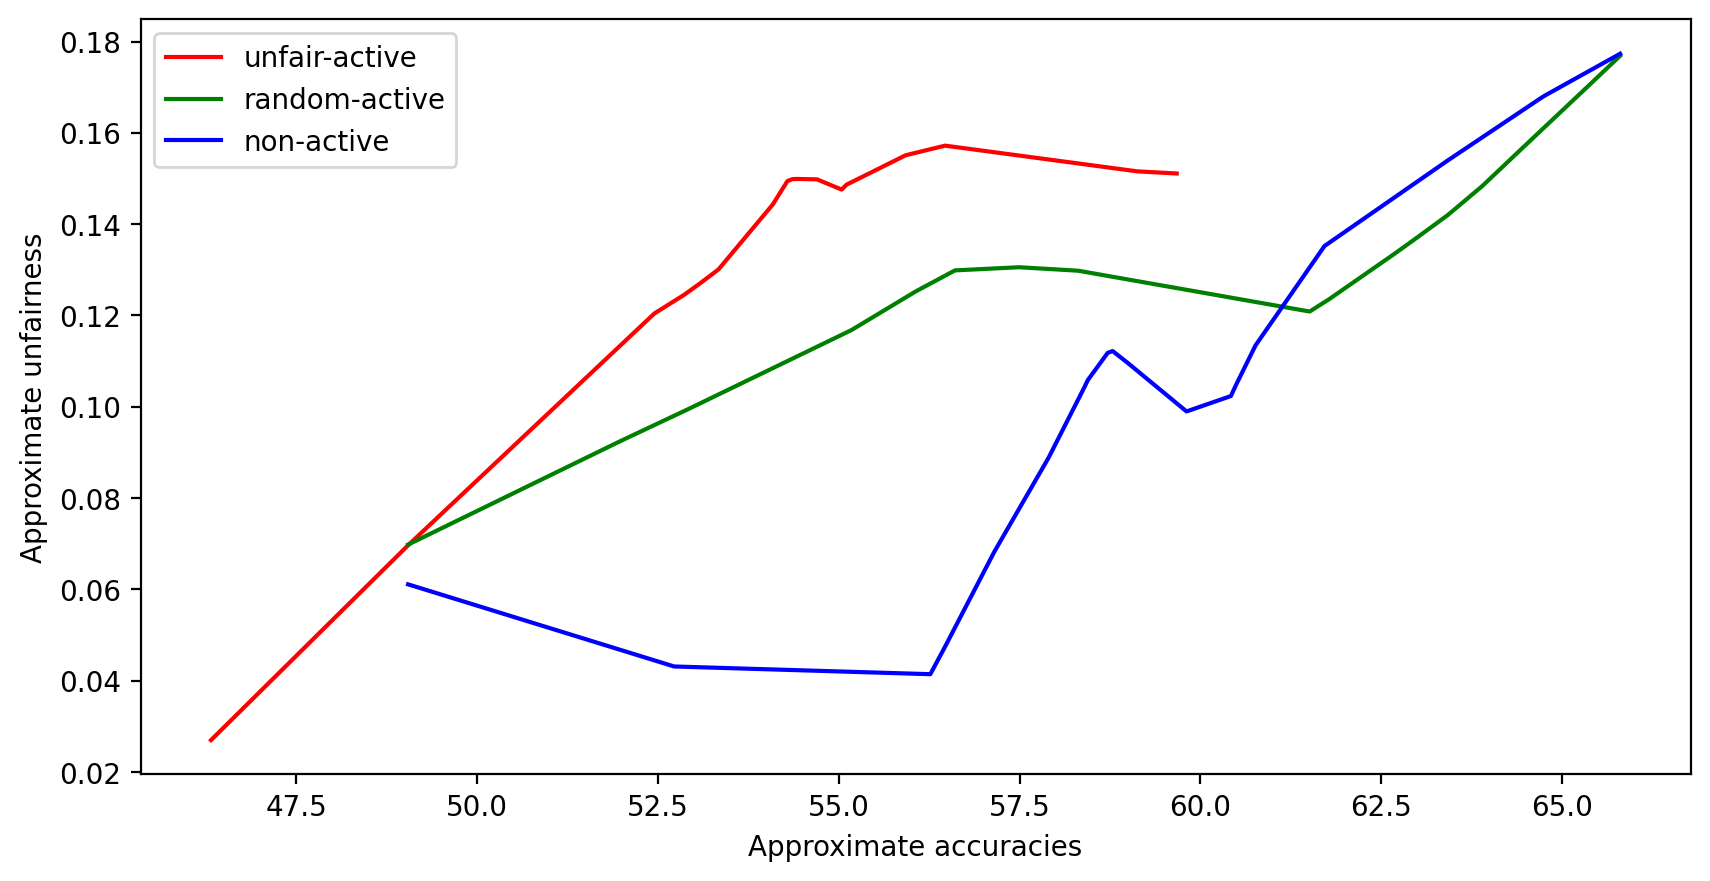 unfair-active
random-active
non-active
0.18
0.16
0.14
0.12
0.10
0.08
0.06
0.04
0.02
Approximate unfairness
47.5 50.0 52.5 55.0 57.5 60.0 62.5 65.0
Approximate accuracies